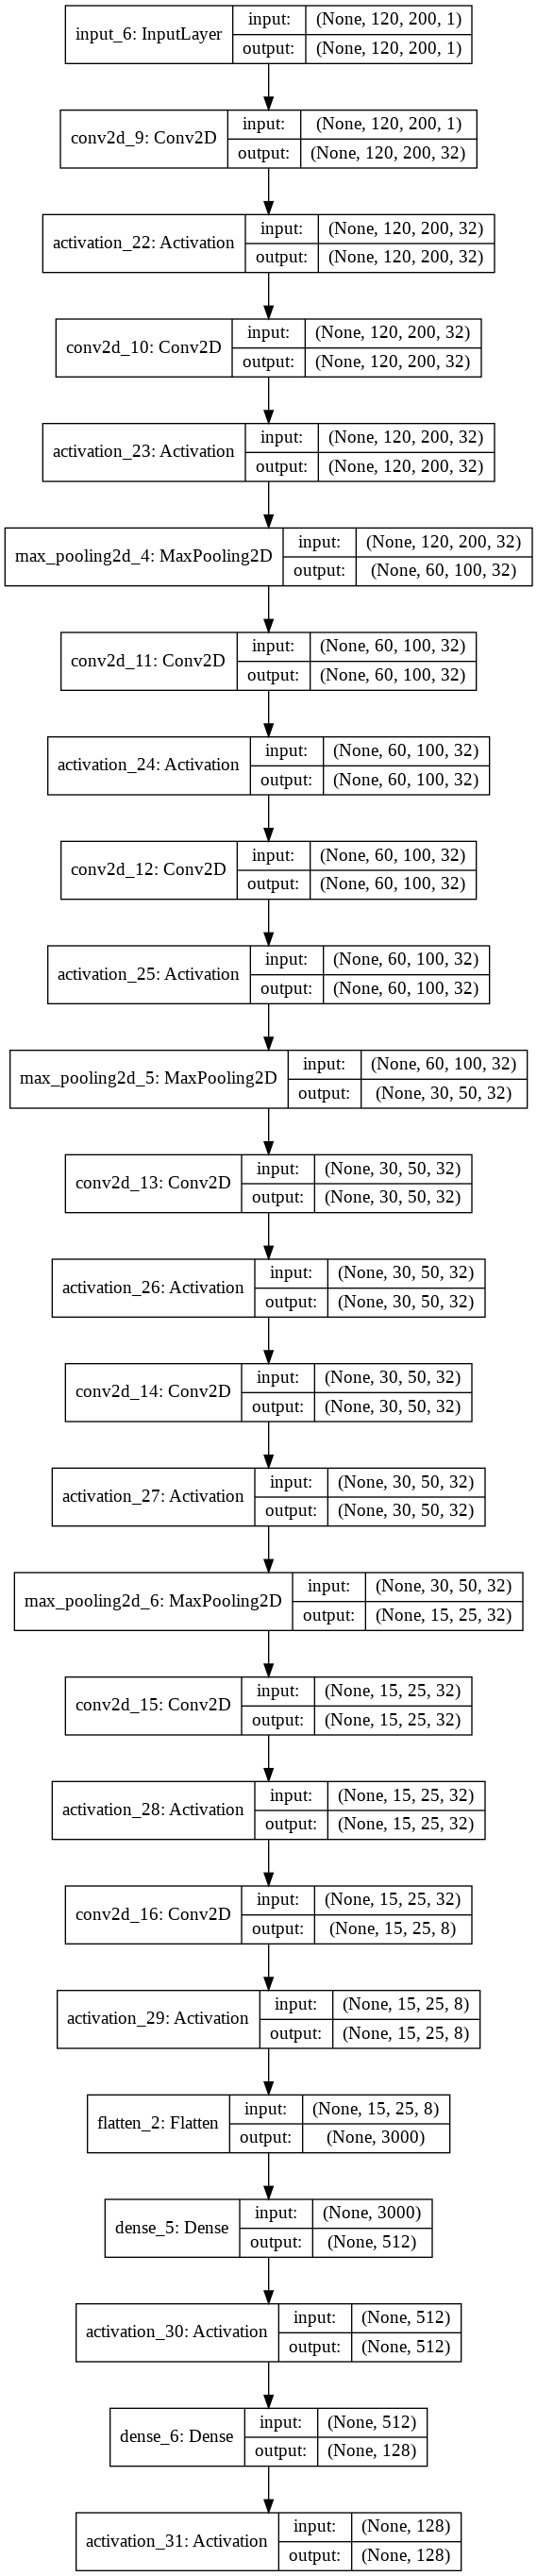 input_6: InputLayer
input: (None, 120, 200, 1)
output: (None, 120, 200, 1)
conv2d_9: Conv2D
input: (None, 120, 200, 1)
output: (None, 120, 200, 32)
activation_22: Activation
input: (None, 120, 200, 32)
output: (None, 120, 200, 32)
conv2d_10: Conv2D
input: (None, 120, 200, 32)
output: (None, 120, 200, 32)
activation_23: Activation
input: (None, 120, 200, 32)
output: (None, 120, 200, 32)
max_pooling2d_4: MaxPooling2D
input: (None, 120, 200, 32)
output: (None, 60, 100, 32)
conv2d_11: Conv2D
input: (None, 60, 100, 32)
output: (None, 60, 100, 32)
activation_24: Activation
input: (None, 60, 100, 32)
output: (None, 60, 100, 32)
conv2d_12: Conv2D
input: (None, 60, 100, 32)
output: (None, 60, 100, 32)
activation_25: Activation
input: (None, 60, 100, 32)
output: (None, 60, 100, 32)
max_pooling2d_5: MaxPooling2D
input: (None, 60, 100, 32)
output: (None, 30, 50, 32)
conv2d_13: Conv2D
input: (None, 30, 50, 32)
output: (None, 30, 50, 32)
activation_26: Activation
input: (None, 30, 50, 32)
output: (None, 30, 50, 32)
conv2d_14: Conv2D
input: (None, 30, 50, 32)
output: (None, 30, 50, 32)
activation_27: Activation
input: (None, 30, 50, 32)
output: (None, 30, 50, 32)
max_pooling2d_6: MaxPooling2D
input: (None, 30, 50, 32)
output: (None, 15, 25, 32)
conv2d_15: Conv2D
input: (None, 15, 25, 32)
output: (None, 15, 25, 32)
activation_28: Activation
input: (None, 15, 25, 32)
output: (None, 15, 25, 32)
conv2d_16: Conv2D
input: (None, 15, 25, 32)
output: (None, 15, 25, 8)
activation_29: Activation
input: (None, 15, 25, 8)
output: (None, 15, 25, 8)
flatten_2: Flatten
input: (None, 15, 25, 8)
output: (None, 3000)
dense_5: Dense
input: (None, 3000)
output: (None, 512)
activation_30: Activation
input: (None, 512)
output: (None, 512)
dense_6: Dense
input: (None, 512)
output: (None, 128)
activation_31: Activation
input: (None, 128)
output: (None, 128)